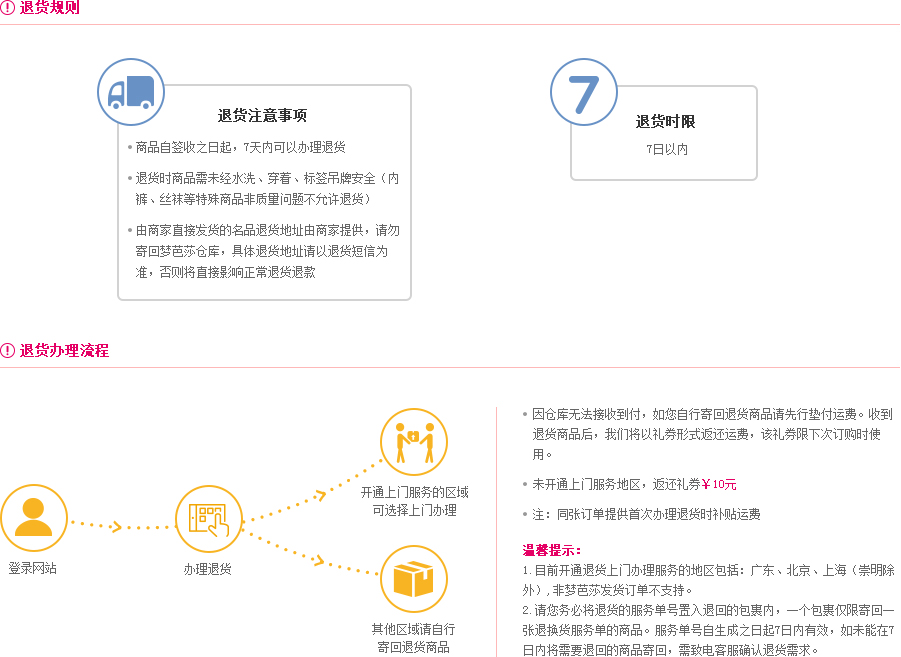 退货规则
退货注意事项
•商品自签收之日起，7天内可以办理退货
•退货时商品需未经水洗、穿着、标签吊牌安全（内
裤、丝袜等特殊商品非质量问题不允许退货）
•由商家直接发货的名品退货地址由商家提供，请勿
寄回梦芭莎仓库，具体退货地址请以退货短信为
准，否则将直接影响正常退货退款
7
退货时限
7日以内
退货办理流程
登录网站
办理退货
开通上门服务的区域
可选择上门办理
其他区域请自行
寄回退货商品
•因仓库无法接收到付，如您自行寄回退货商品请先行垫付运费。收到
退货商品后，我们将以礼券形式返还运费，该礼券限下次订购时使
用。
•未开通上门服务地区，返还礼券￥10元
•注：同张订单提供首次办理退货时补贴运费
温馨提示：
1.目前开通退货上门办理服务的地区包括：广东、北京、上海（崇明除
外）,非梦芭莎发货订单不支持。
2.请您务必将退货的服务单号置入退回的包裹内，一个包裹仅限寄回一
张退换货服务单的商品。服务单号自生成之日起7日内有效，如未能在7
日内将需要退回的商品寄回，需致电客服确认退货需求。